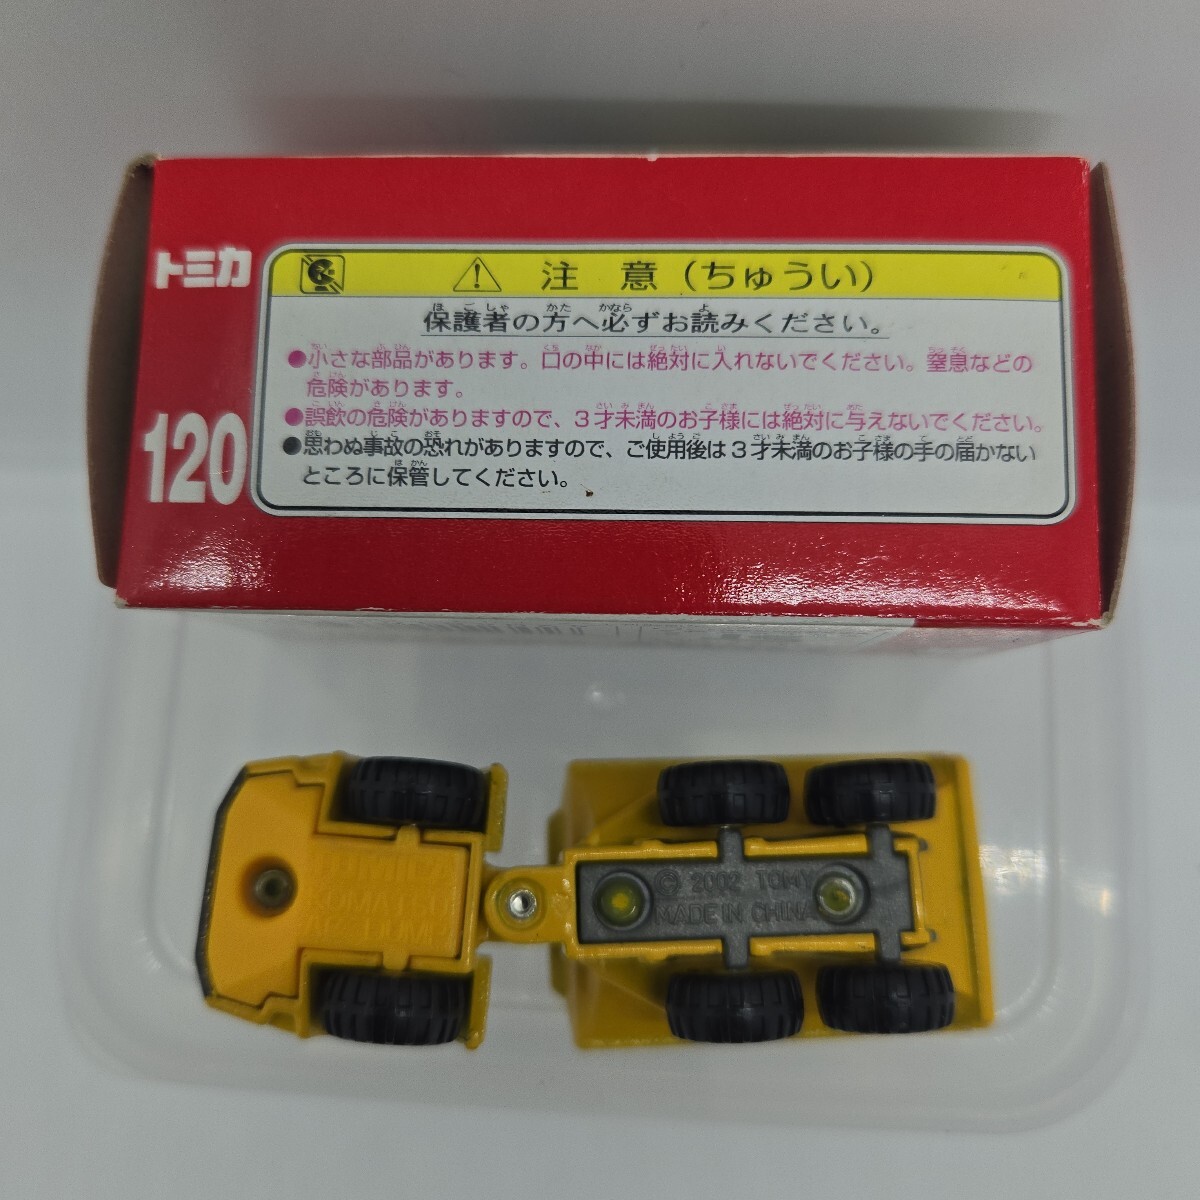 トミカ
120
注 意（ちゅうい）
保護者の方へ必ずお読みください。
●小さな部品があります。口の中には絶対に入れないでください。窒息などの
危険があります。
●誤飲の危険がありますので、3才未満のお子様には絶対に与えないでください。
●思わぬ事故の恐れがありますので、ご使用後は3才未満のお子様の手の届かない
ところに保管してください。
tomica
KOMATSU
© 2002 TOMY
MADE IN CHINA